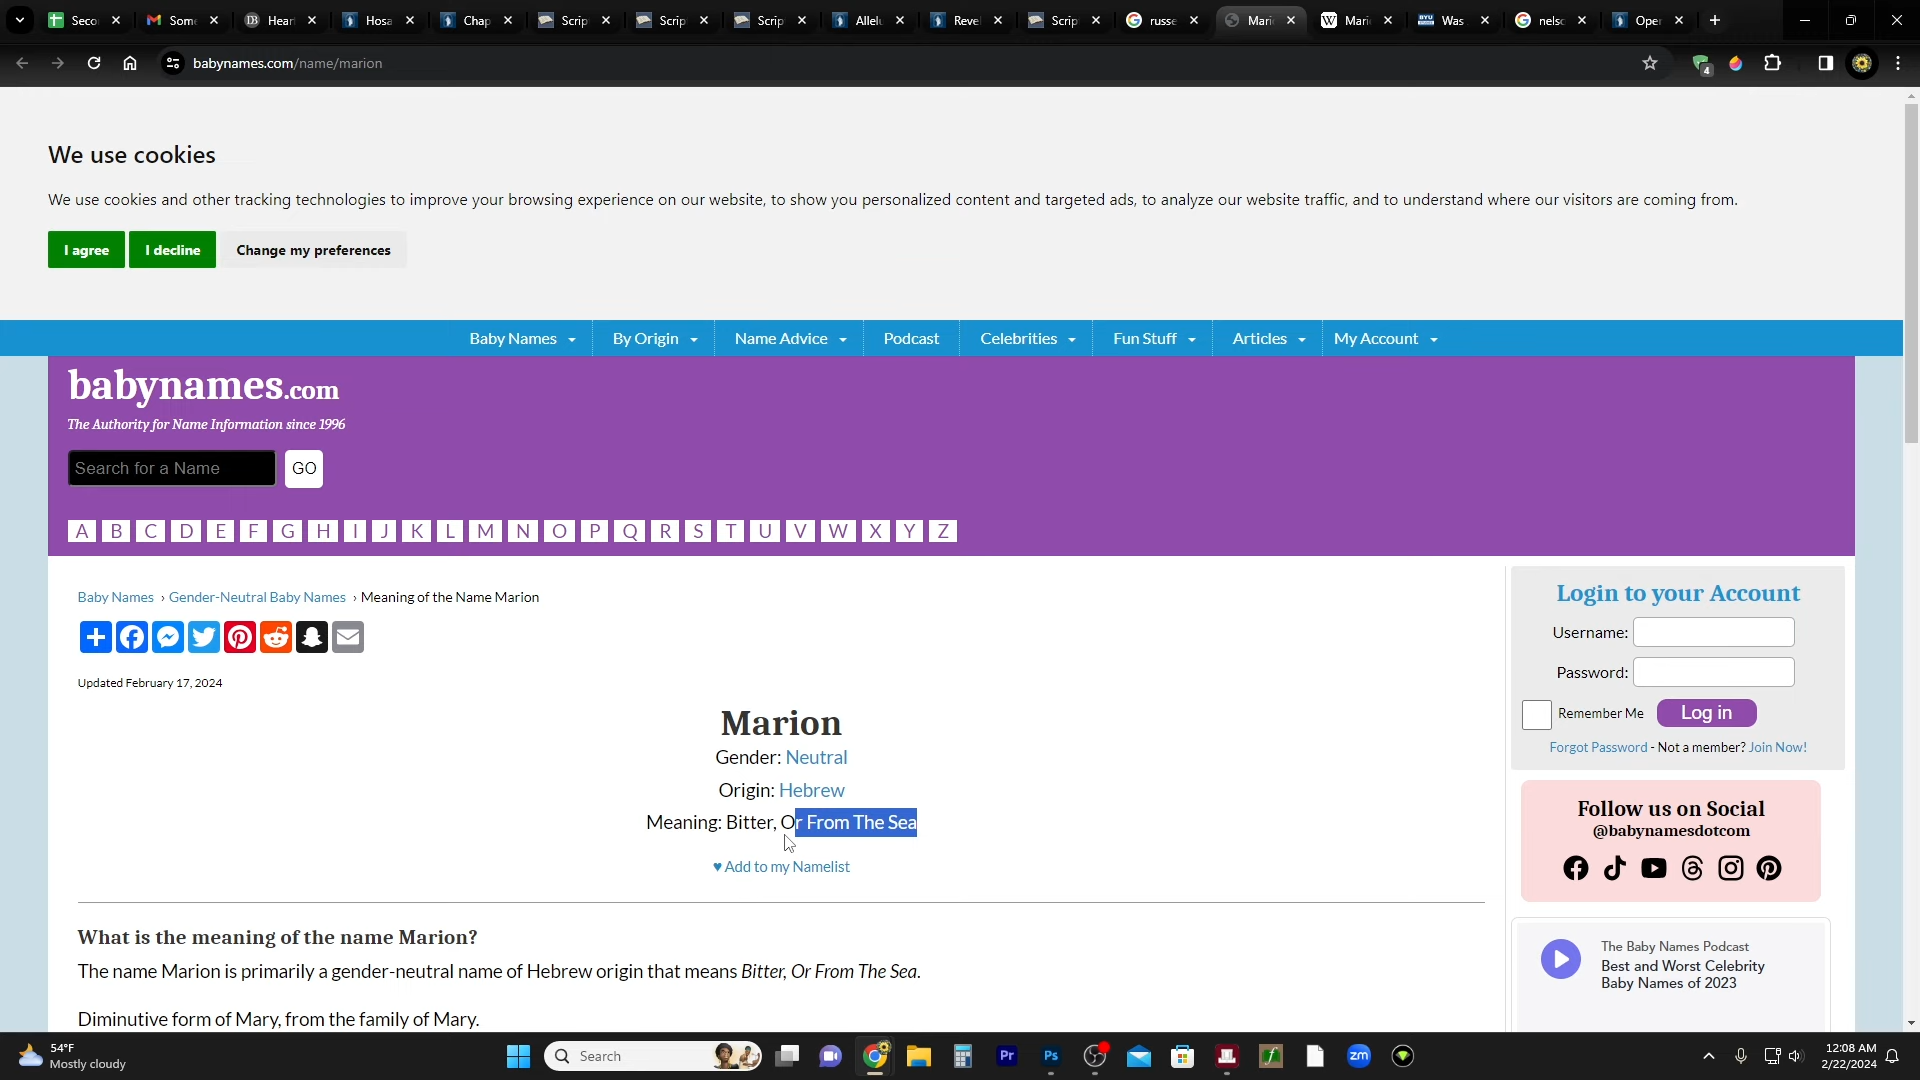 Seco
Some
Hear
Hosa
Chap
Scrip
Scrip
Scrip
Allelu
Reve
Scrip
russe
Mari
Mari
BYU
Was
nelso
Oper
babynames.com/name/marion
4
We use cookies
We use cookies and other tracking technologies to improve your browsing experience on our website, to show you personalized content and targeted ads, to analyze our website traffic, and to understand where our visitors are coming from.
I agree
I decline
Change my preferences
Baby Names
By Origin
Name Advice
Podcast
Celebrities
Fun Stuff
Articles
My Account
babynames.com
The Authority for Name Information since 1996
Search for a Name
GO
A B C D E F G H I J K L M N O P Q R S T U V W X Y Z
Baby Names › Gender-Neutral Baby Names › Meaning of the Name Marion
Updated February 17, 2024
Marion
Gender: Neutral
Origin: Hebrew
Meaning: Bitter, Or From The Sea
♥ Add to my Namelist
What is the meaning of the name Marion?
The name Marion is primarily a gender-neutral name of Hebrew origin that means Bitter, Or From The Sea.
Diminutive form of Mary, from the family of Mary.
Login to your Account
Username:
Password:
Remember Me
Log in
Forgot Password - Not a member? Join Now!
Follow us on Social
@babynamesdotcom
The Baby Names Podcast
Best and Worst Celebrity
Baby Names of 2023
54°F
Mostly cloudy
Search
Pr
Ps
zm
12:08 AM
2/22/2024